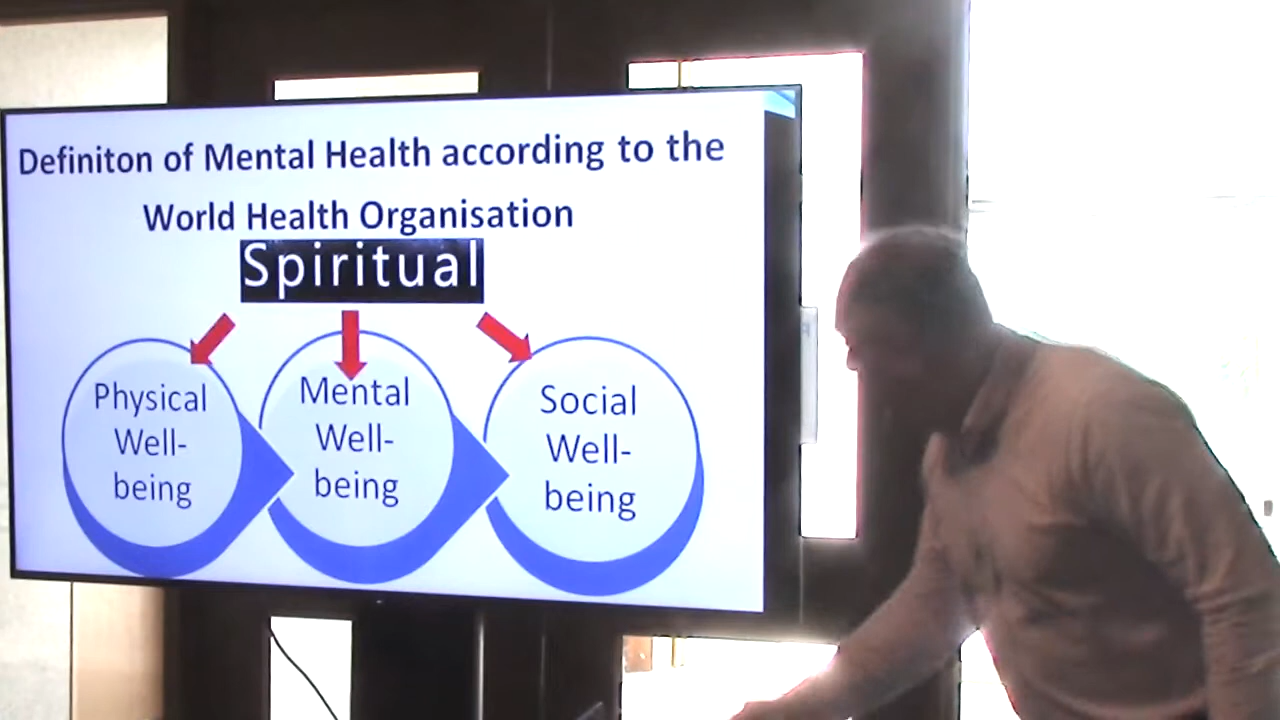 Definiton of Mental Health according to the
World Health Organisation
Spiritual
Physical
Well-
being
Mental
Well-
being
Social
Well-
being